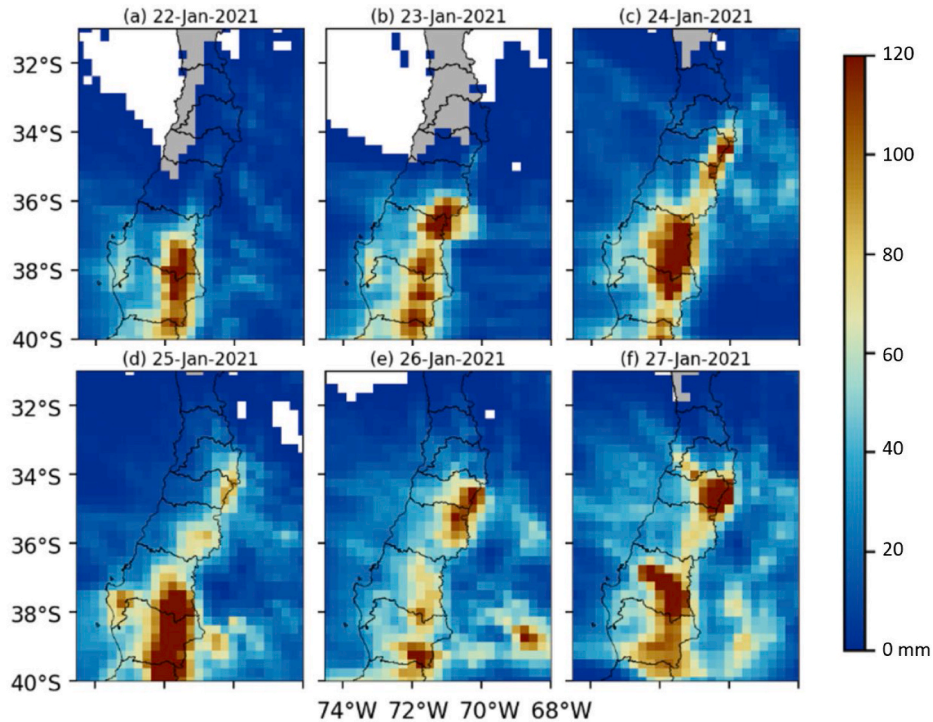 (a) 22-Jan-2021 (b) 23-Jan-2021 (c) 24-Jan-2021
32°S
34°S
36°S
38°S
40°S
(d) 25-Jan-2021 (e) 26-Jan-2021 (f) 27-Jan-2021
32°S
34°S
36°S
38°S
40°S
74°W 72°W 70°W 68°W
120
100
80
60
40
20
0 mm